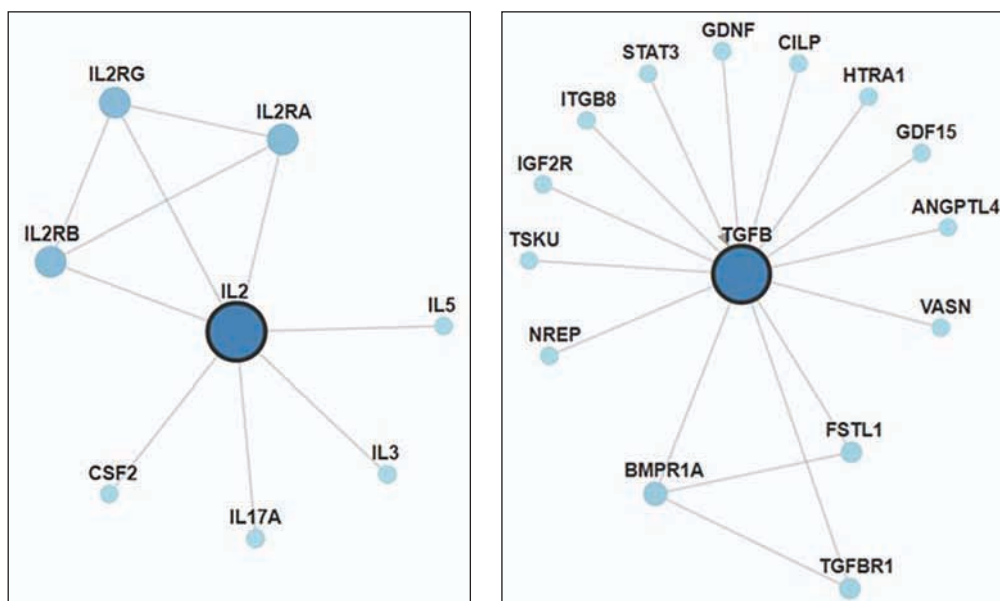 IL2RG
IL2RA
IL2RB
IL2
IL5
IL3
CSF2
IL17A
GDNF
CILP
STAT3
HTRA1
ITGB8
GDF15
IGF2R
ANGPTL4
TSKU
TGFB
VASN
NREP
FSTL1
BMPR1A
TGFBR1